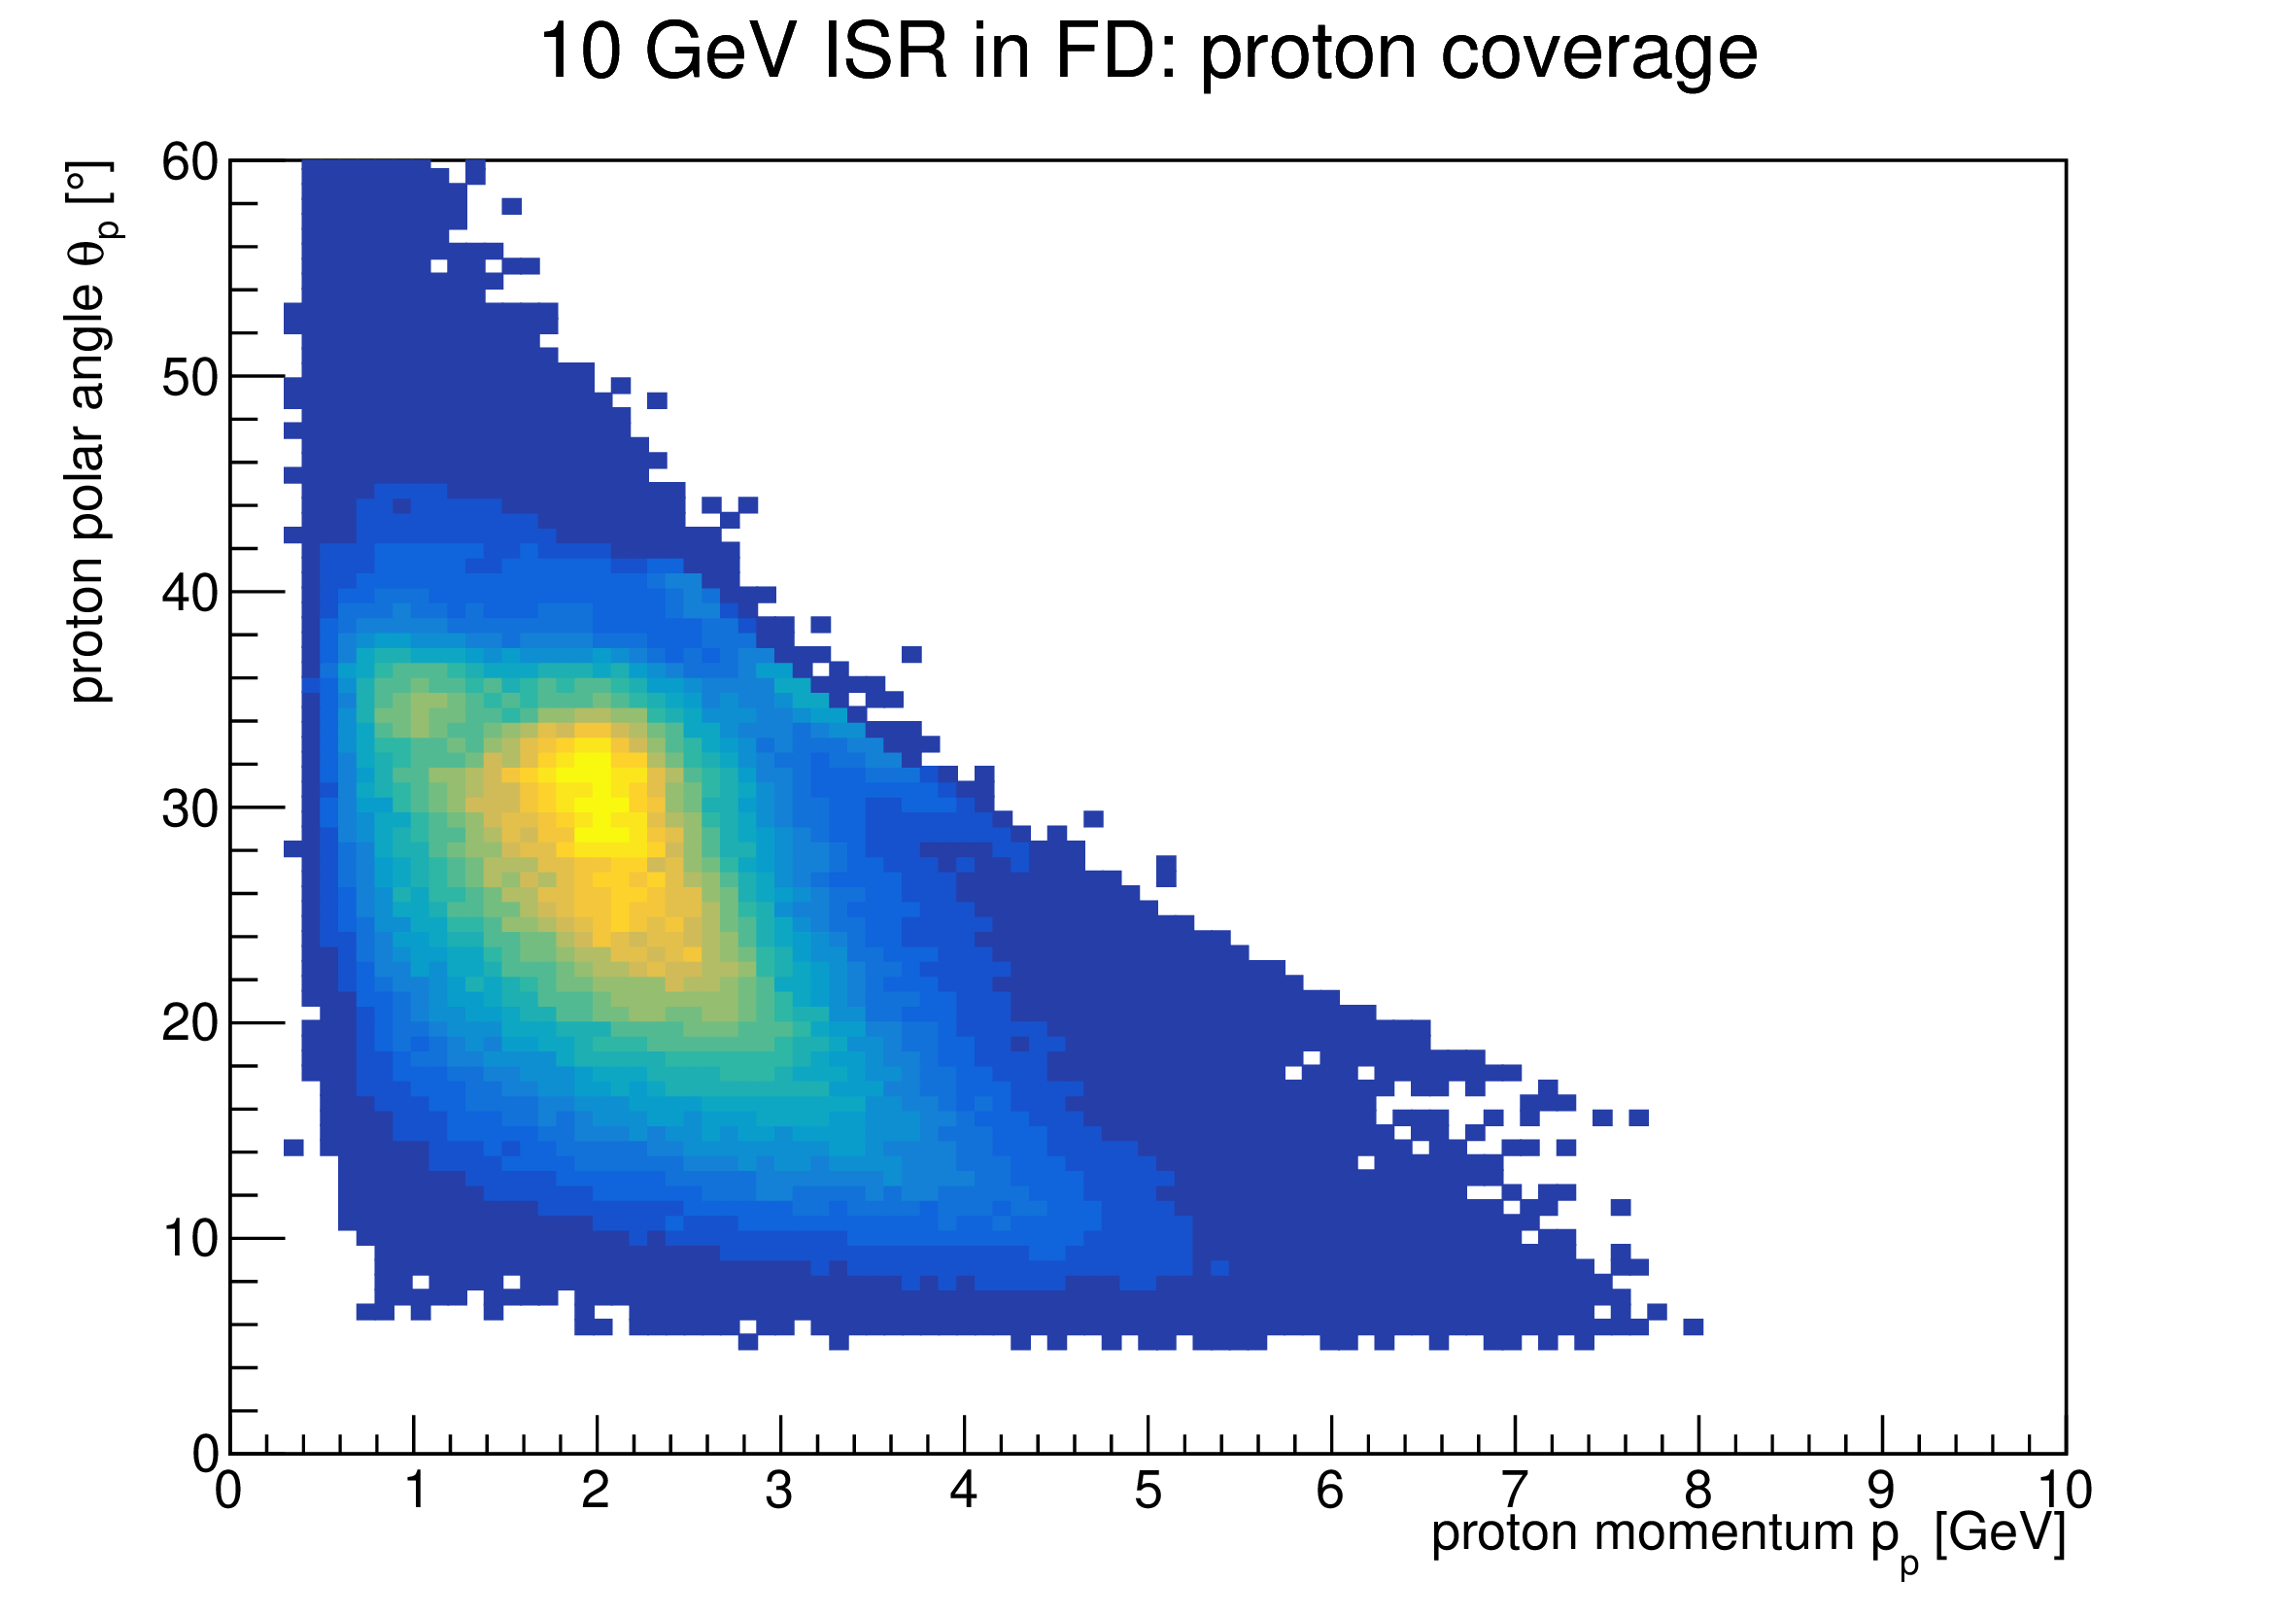 10 GeV ISR in FD: proton coverage
proton polar angle θp [°]
60
50
40
30
20
10
0
0 1 2 3 4 5 6 7 8 9 10
proton momentum pp [GeV]